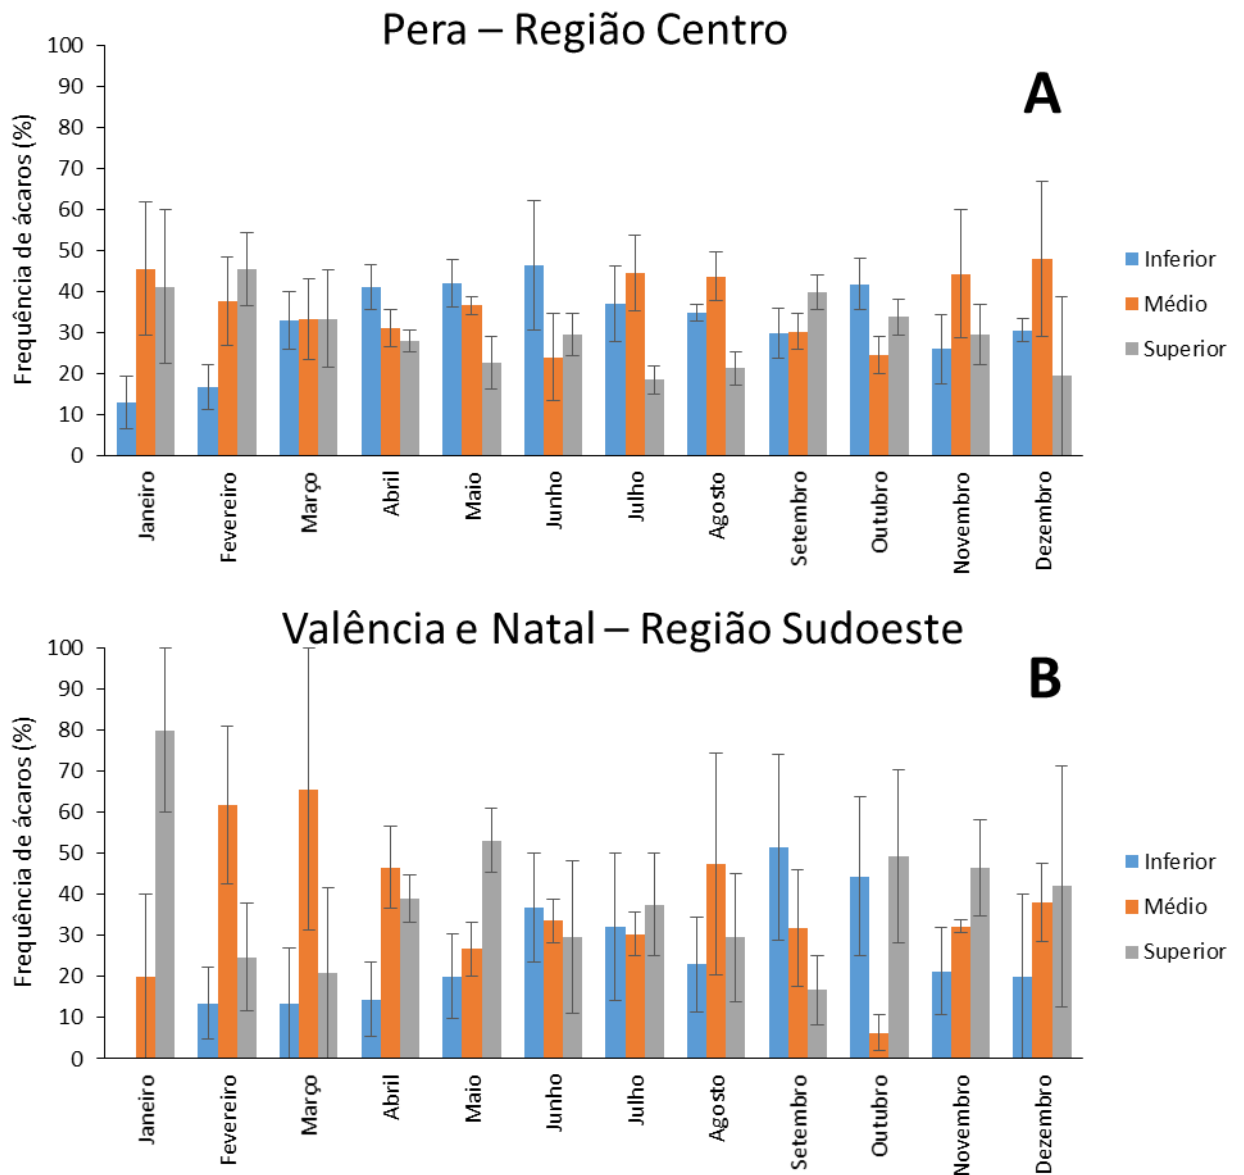 Pera – Região Centro
A
Frequência de ácaros (%)
100
90
80
70
60
50
40
30
20
10
0
Janeiro
Fevereiro
Março
Abril
Maio
Junho
Julho
Agosto
Setembro
Outubro
Novembro
Dezembro
Inferior
Médio
Superior
Valência e Natal – Região Sudoeste
B
Frequência de ácaros (%)
100
90
80
70
60
50
40
30
20
10
0
Janeiro
Fevereiro
Março
Abril
Maio
Junho
Julho
Agosto
Setembro
Outubro
Novembro
Dezembro
Inferior
Médio
Superior